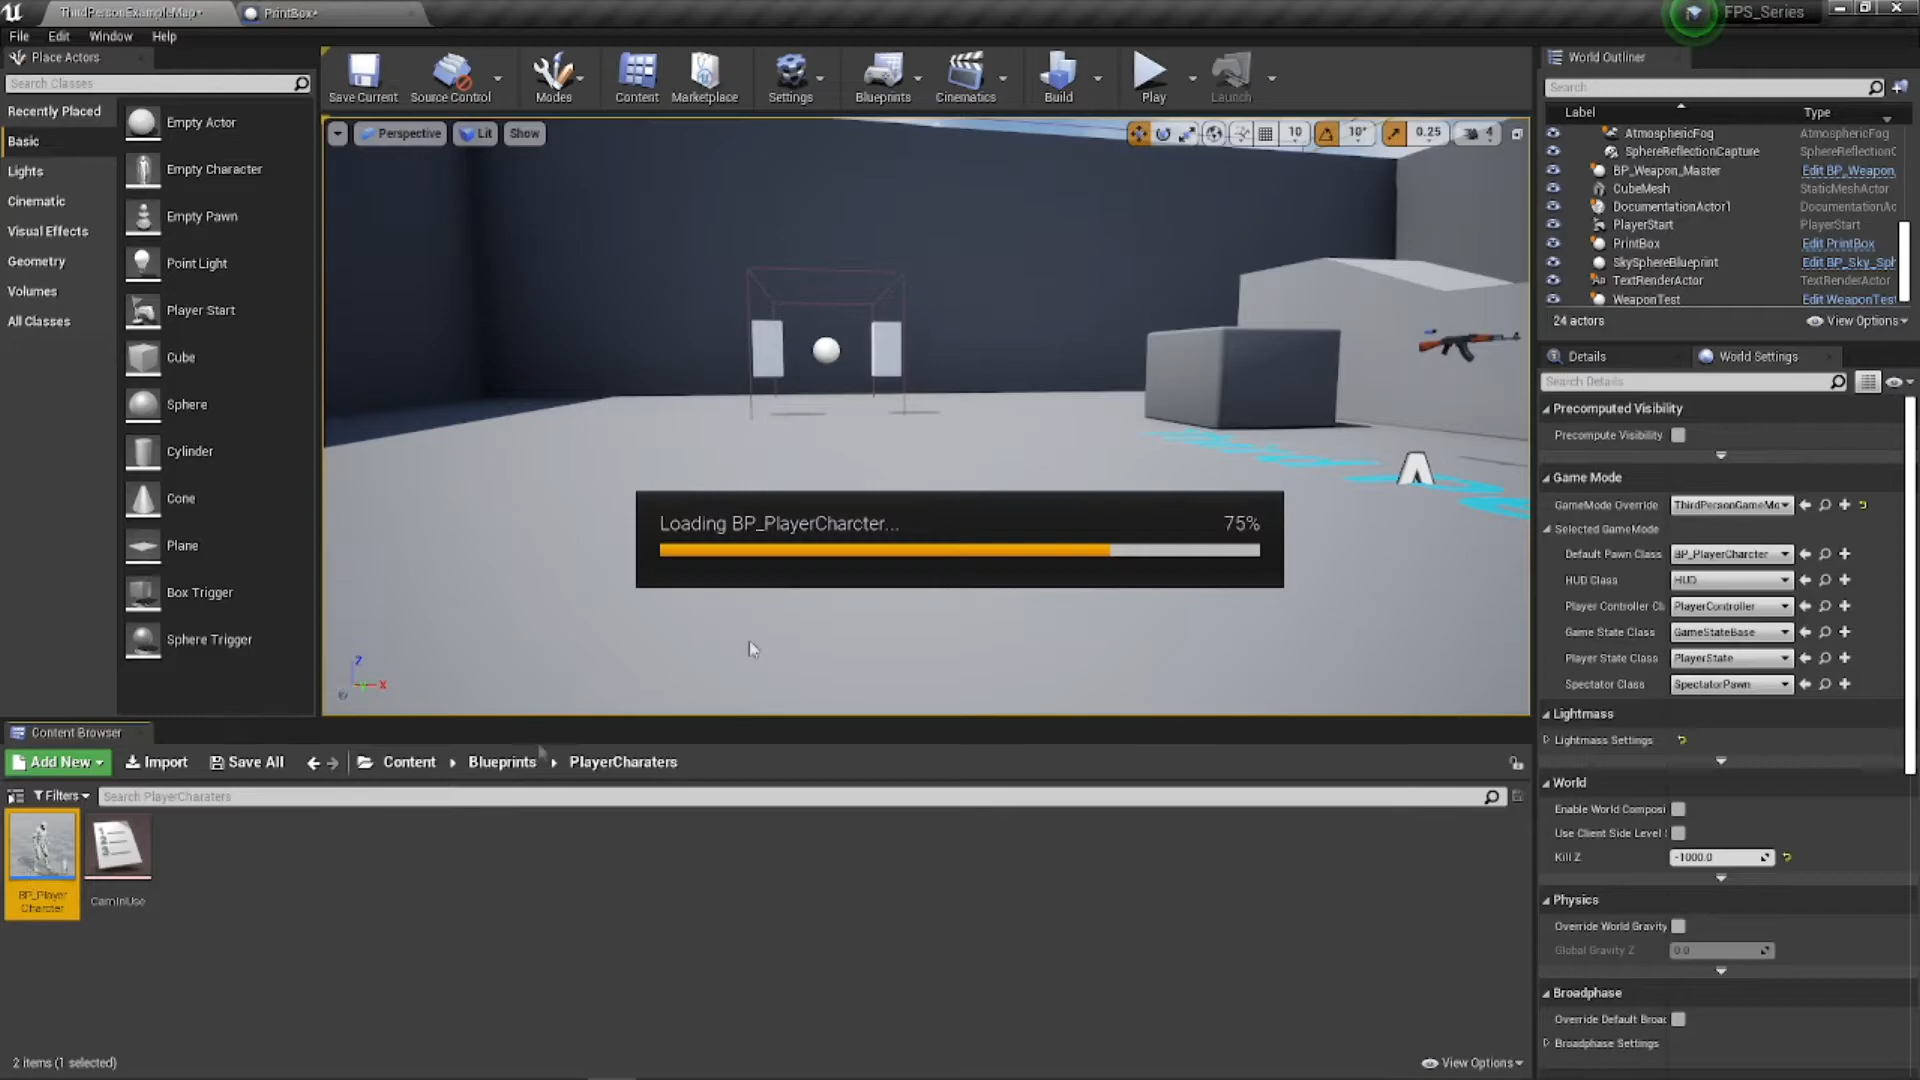 ThirdPersonExampleMap*
PrintBox*
FPS_Series
File Edit Window Help
Place Actors
Search Classes
Recently Placed
Basic
Lights
Cinematic
Visual Effects
Geometry
Volumes
All Classes
Empty Actor
Empty Character
Empty Pawn
Point Light
Player Start
Cube
Sphere
Cylinder
Cone
Plane
Box Trigger
Sphere Trigger
Save Current Source Control Modes Content Marketplace Settings Blueprints Cinematics Build Play Launch
Perspective Lit Show
10 10° 0.25 4
Loading BP_PlayerCharcter... 75%
Z
X
World Outliner
Search
Label Type
AtmosphericFog AtmosphericFog
SphereReflectionCapture SphereReflectionC
BP_Weapon_Master Edit BP_Weapon_
CubeMesh StaticMeshActor
DocumentationActor1 DocumentationAc
PlayerStart PlayerStart
PrintBox Edit PrintBox
SkySphereBlueprint Edit BP_Sky_Sph
TextRenderActor TextRenderActor
WeaponTest Edit WeaponTest
24 actors View Options
Details World Settings
Search Details
Precomputed Visibility
Precompute Visibility
Game Mode
GameMode Override ThirdPersonGameMo
Selected GameMode
Default Pawn Class BP_PlayerCharcter
HUD Class HUD
Player Controller Cl PlayerController
Game State Class GameStateBase
Player State Class PlayerState
Spectator Class SpectatorPawn
Lightmass
Lightmass Settings
World
Enable World Composi
Use Client Side Level
Kill Z -1000.0
Physics
Override World Gravity
Global Gravity Z 0.0
Broadphase
Override Default Broac
Broadphase Settings
Content Browser
Add New Import Save All Content Blueprints PlayerCharaters
Filters Search PlayerCharaters
BP_Player
Charcter
CamInUse
2 items (1 selected)
View Options